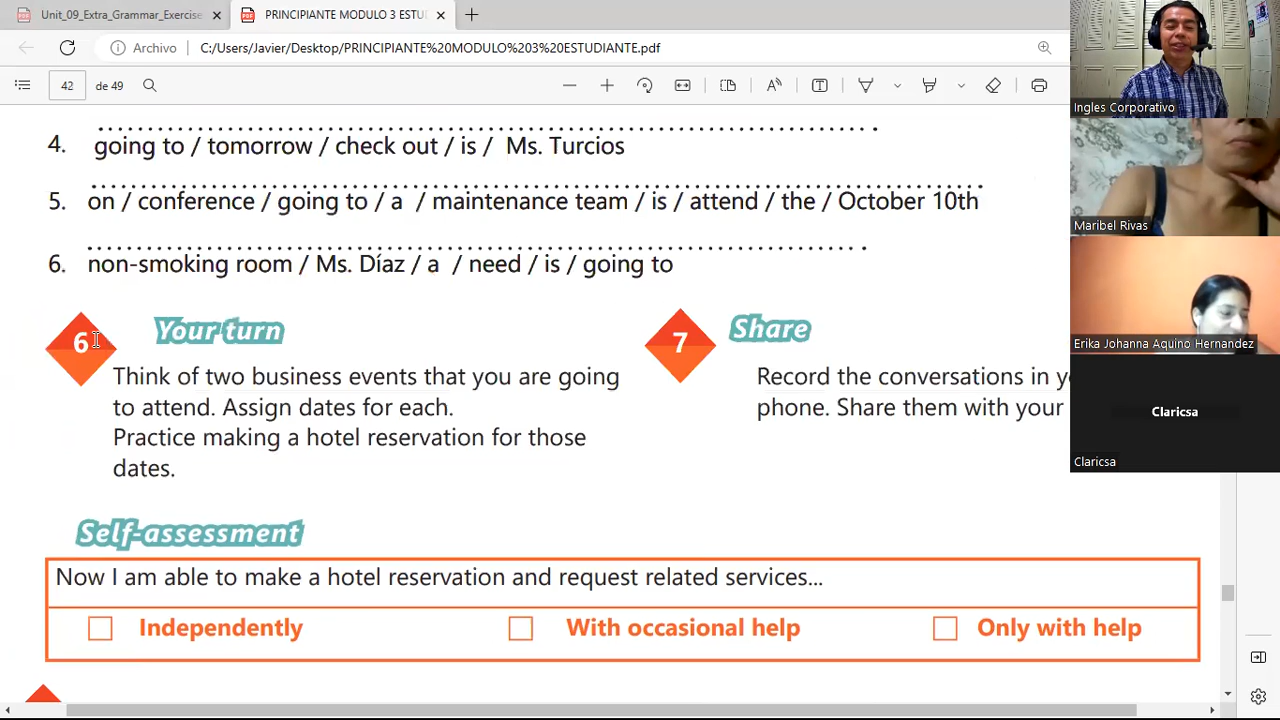 Unit_09_Extra_Grammar_Exercise
PRINCIPIANTE MODULO 3 ESTU
Archivo
C:/Users/Javier/Desktop/PRINCIPIANTE%20MODULO%203%20ESTUDIANTE.pdf
42 de 49
4. going to / tomorrow / check out / is / Ms. Turcios
5. on / conference / going to / a / maintenance team / is / attend / the / October 10th
6. non-smoking room / Ms. Díaz / a / need / is / going to
6 Your turn
Think of two business events that you are going
to attend. Assign dates for each.
Practice making a hotel reservation for those
dates.
7 Share
Record the conversations in y
phone. Share them with your
Self-assessment
Now I am able to make a hotel reservation and request related services...
Independently
With occasional help
Only with help
Ingles Corporativo
Maribel Rivas
Erika Johanna Aquino Hernandez
Claricsa
Claricsa